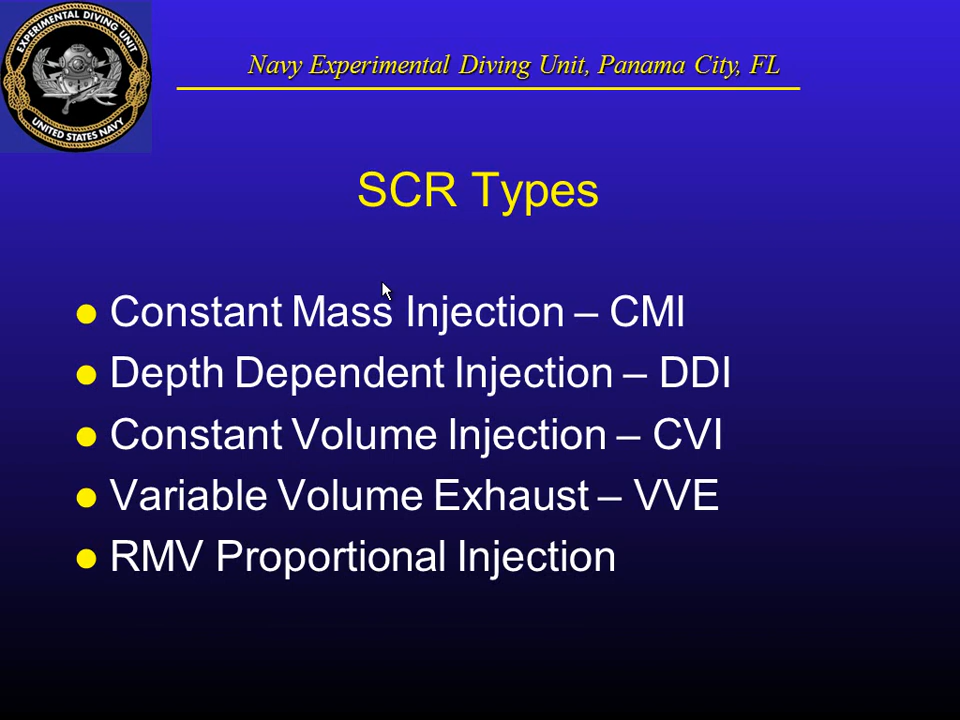 EXPERIMENTAL DIVING UNIT
UNITED STATES NAVY
Navy Experimental Diving Unit, Panama City, FL
SCR Types
Constant Mass Injection – CMI
Depth Dependent Injection – DDI
Constant Volume Injection – CVI
Variable Volume Exhaust – VVE
RMV Proportional Injection